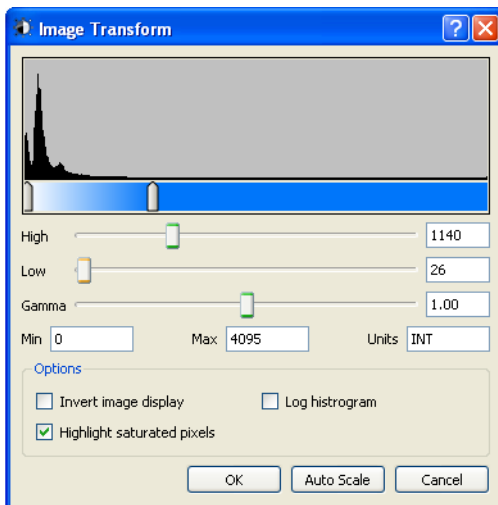 Image Transform
High 1140
Low 26
Gamma 1.00
Min 0 Max 4095 Units INT
Options
Invert image display Log histrogram
Highlight saturated pixels
OK Auto Scale Cancel